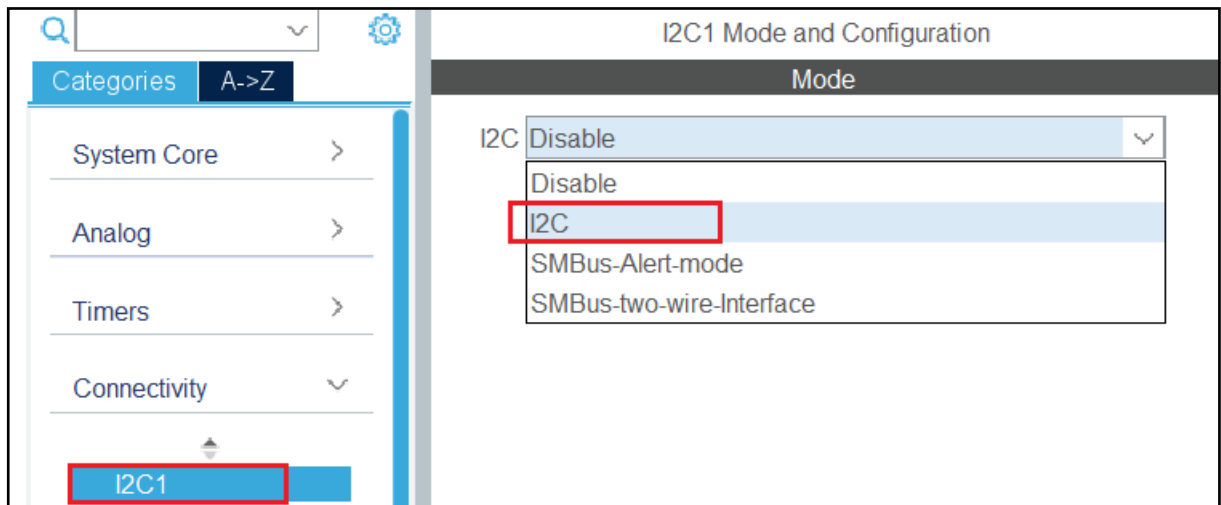 Categories
A->Z
System Core
Analog
Timers
Connectivity
I2C1
I2C1 Mode and Configuration
Mode
I2C Disable
Disable
I2C
SMBus-Alert-mode
SMBus-two-wire-Interface